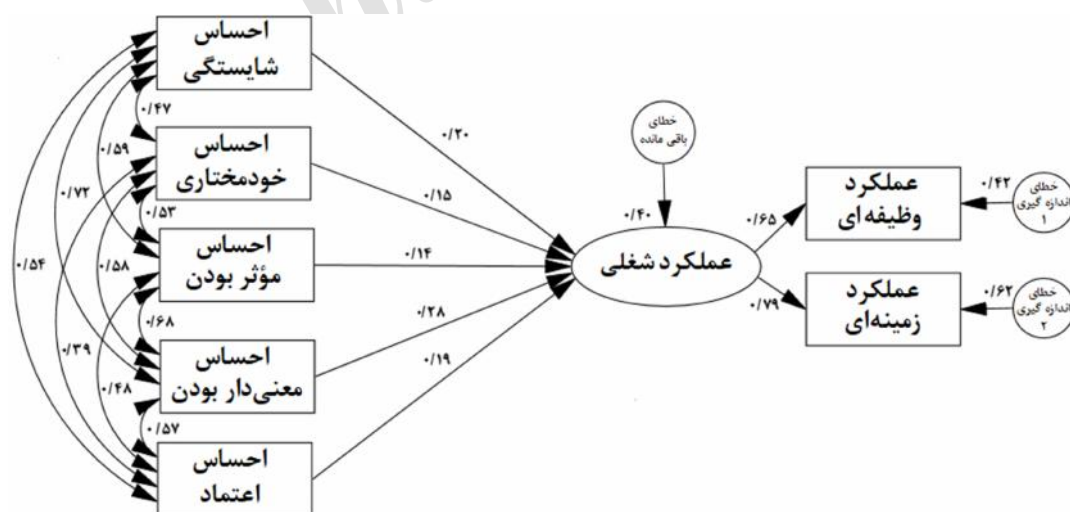 احساس
شایستگی
احساس
خودمختاری
احساس
مؤثر بودن
احساس
معنی‌دار بودن
احساس
اعتماد
۰/۴۷
۰/۵۹
۰/۷۲
۰/۵۳
۰/۵۴
۰/۵۸
۰/۶۸
۰/۳۹
۰/۴۸
۰/۵۷
۰/۲۰
۰/۱۵
۰/۱۴
۰/۲۸
۰/۱۹
خطای
باقی مانده
۰/۴۰
عملکرد شغلی
۰/۶۵
۰/۷۹
عملکرد
وظیفه‌ای
عملکرد
زمینه‌ای
۰/۴۲
خطای
اندازه گیری
۱
۰/۶۲
خطای
اندازه گیری
۲